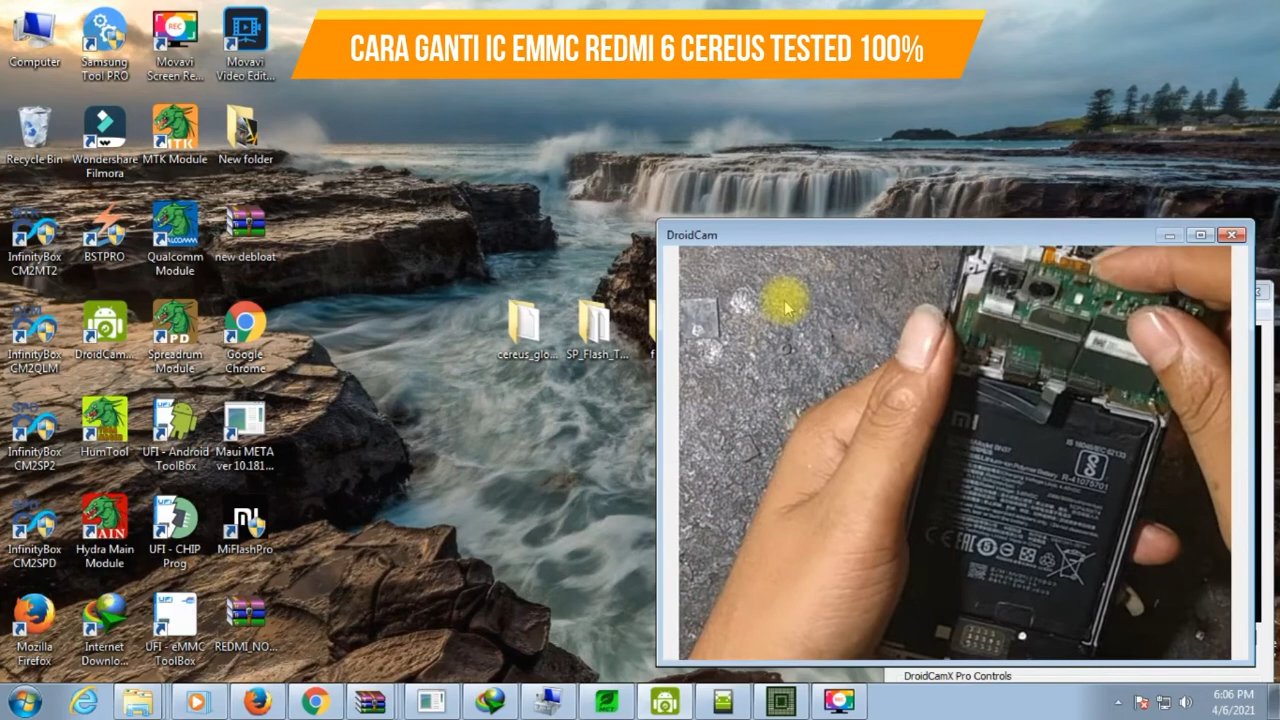 CARA GANTI IC EMMC REDMI 6 CEREUS TESTED 100%
Computer
Samsung
Tool PRO
Movavi
Screen Re...
Movavi
Video Edit...
Recycle Bin
Wondershare
Filmora
MTK Module
New folder
InfinityBox
CM2MT2
BSTPRO
Qualcomm
Module
new debloat
InfinityBox
CM2QLM
DroidCam...
Spreadrum
Module
Google
Chrome
InfinityBox
CM2SP2
HumTool
UFI - Android
ToolBox
Maui META
ver 10.181...
InfinityBox
CM2SPD
Hydra Main
Module
UFI - CHIP
Prog
MiFlashPro
Mozilla
Firefox
Internet
Downlo...
UFI - eMMC
ToolBox
REDMI_NO...
cereus_glo...
SP_Flash_T...
DroidCam
DroidCamX Pro Controls
6:06 PM
4/6/2021